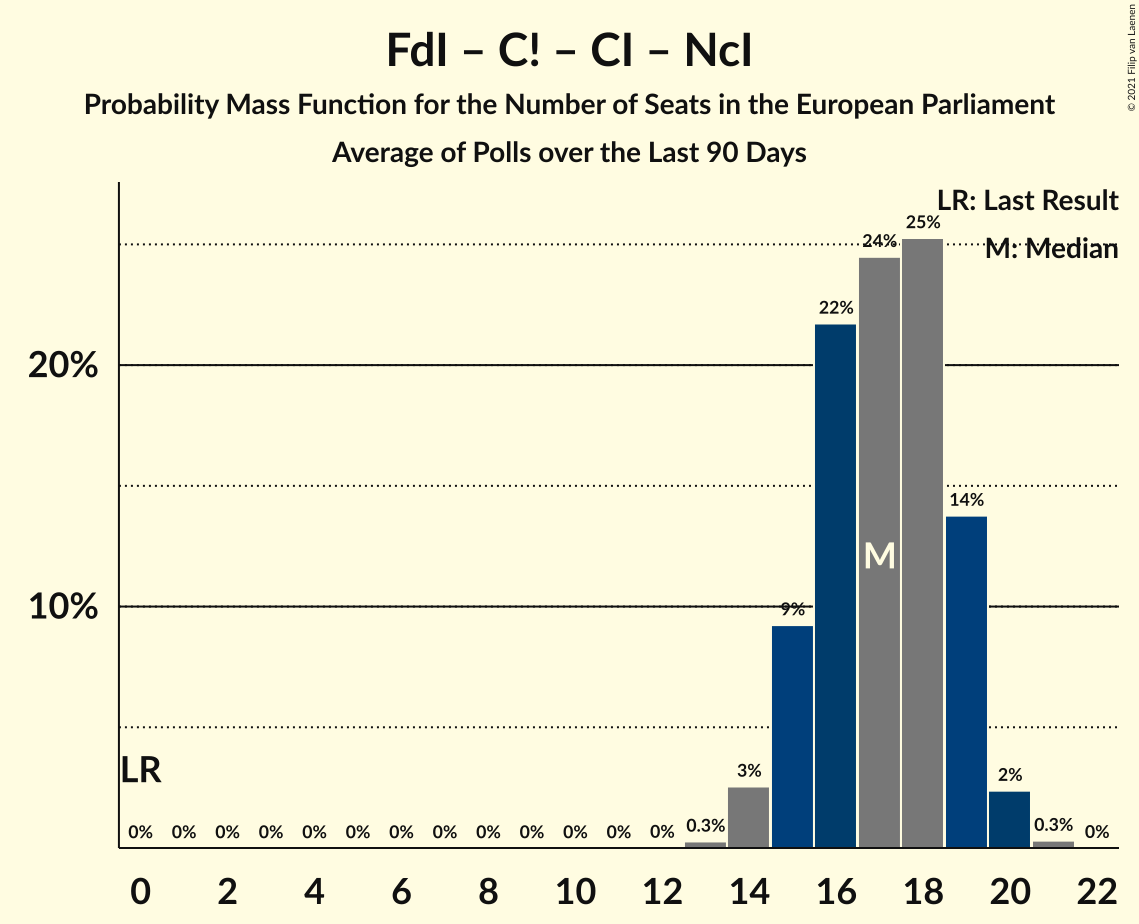 FdI – C! – CI – NcI
Probability Mass Function for the Number of Seats in the European Parliament
Average of Polls over the Last 90 Days
© 2021 Filip van Laenen
LR: Last Result
M: Median
20%
10%
LR
M
0% 0% 0% 0% 0% 0% 0% 0% 0% 0% 0% 0% 0% 0.3% 3% 9% 22% 24% 25% 14% 2% 0.3% 0%
0 2 4 6 8 10 12 14 16 18 20 22